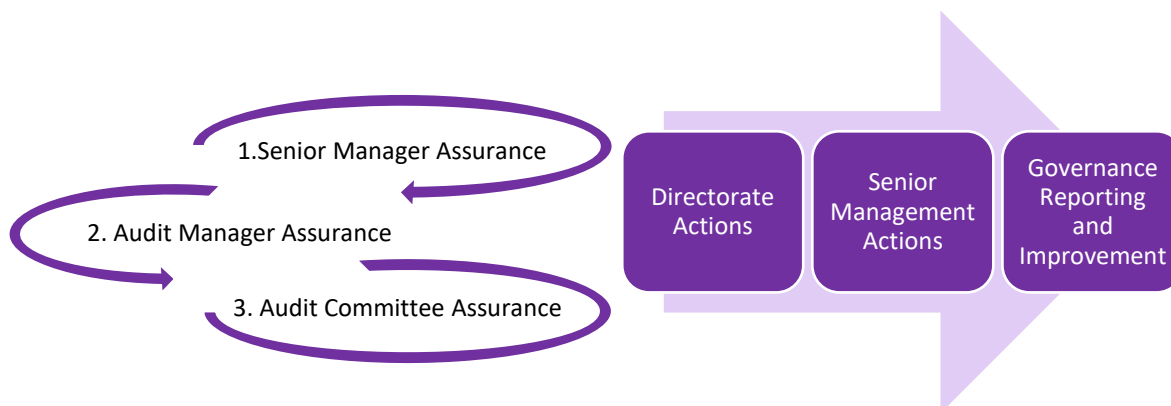 1.Senior Manager Assurance
2. Audit Manager Assurance
3. Audit Committee Assurance
Directorate
Actions
Senior
Management
Actions
Governance
Reporting
and
Improvement